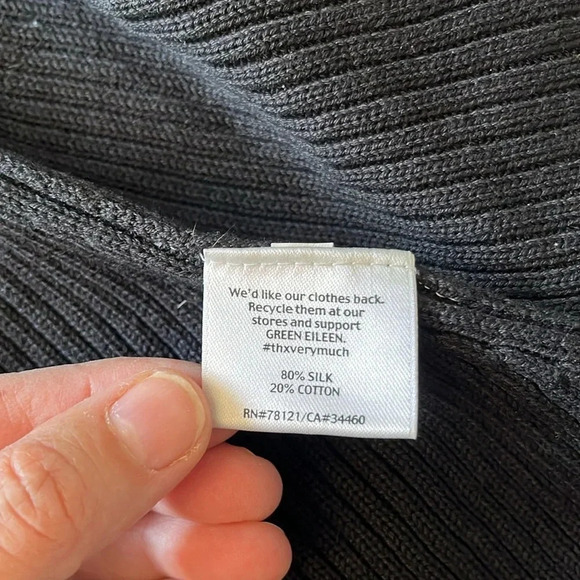 We'd like our clothes back.
Recycle them at our
stores and support
GREEN EILEEN.
#thxverymuch
80% SILK
20% COTTON
RN#78121/CA#34460